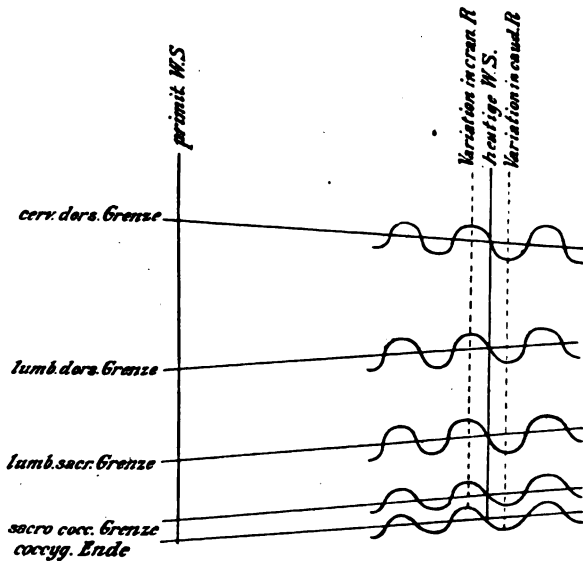 primit. W.S
Variation in cran. R
heutige W.S.
Variation in caud. R
cerv. dors. Grenze
lumb. dors. Grenze
lumb. sacr. Grenze
sacro cocc. Grenze
coccyg. Ende